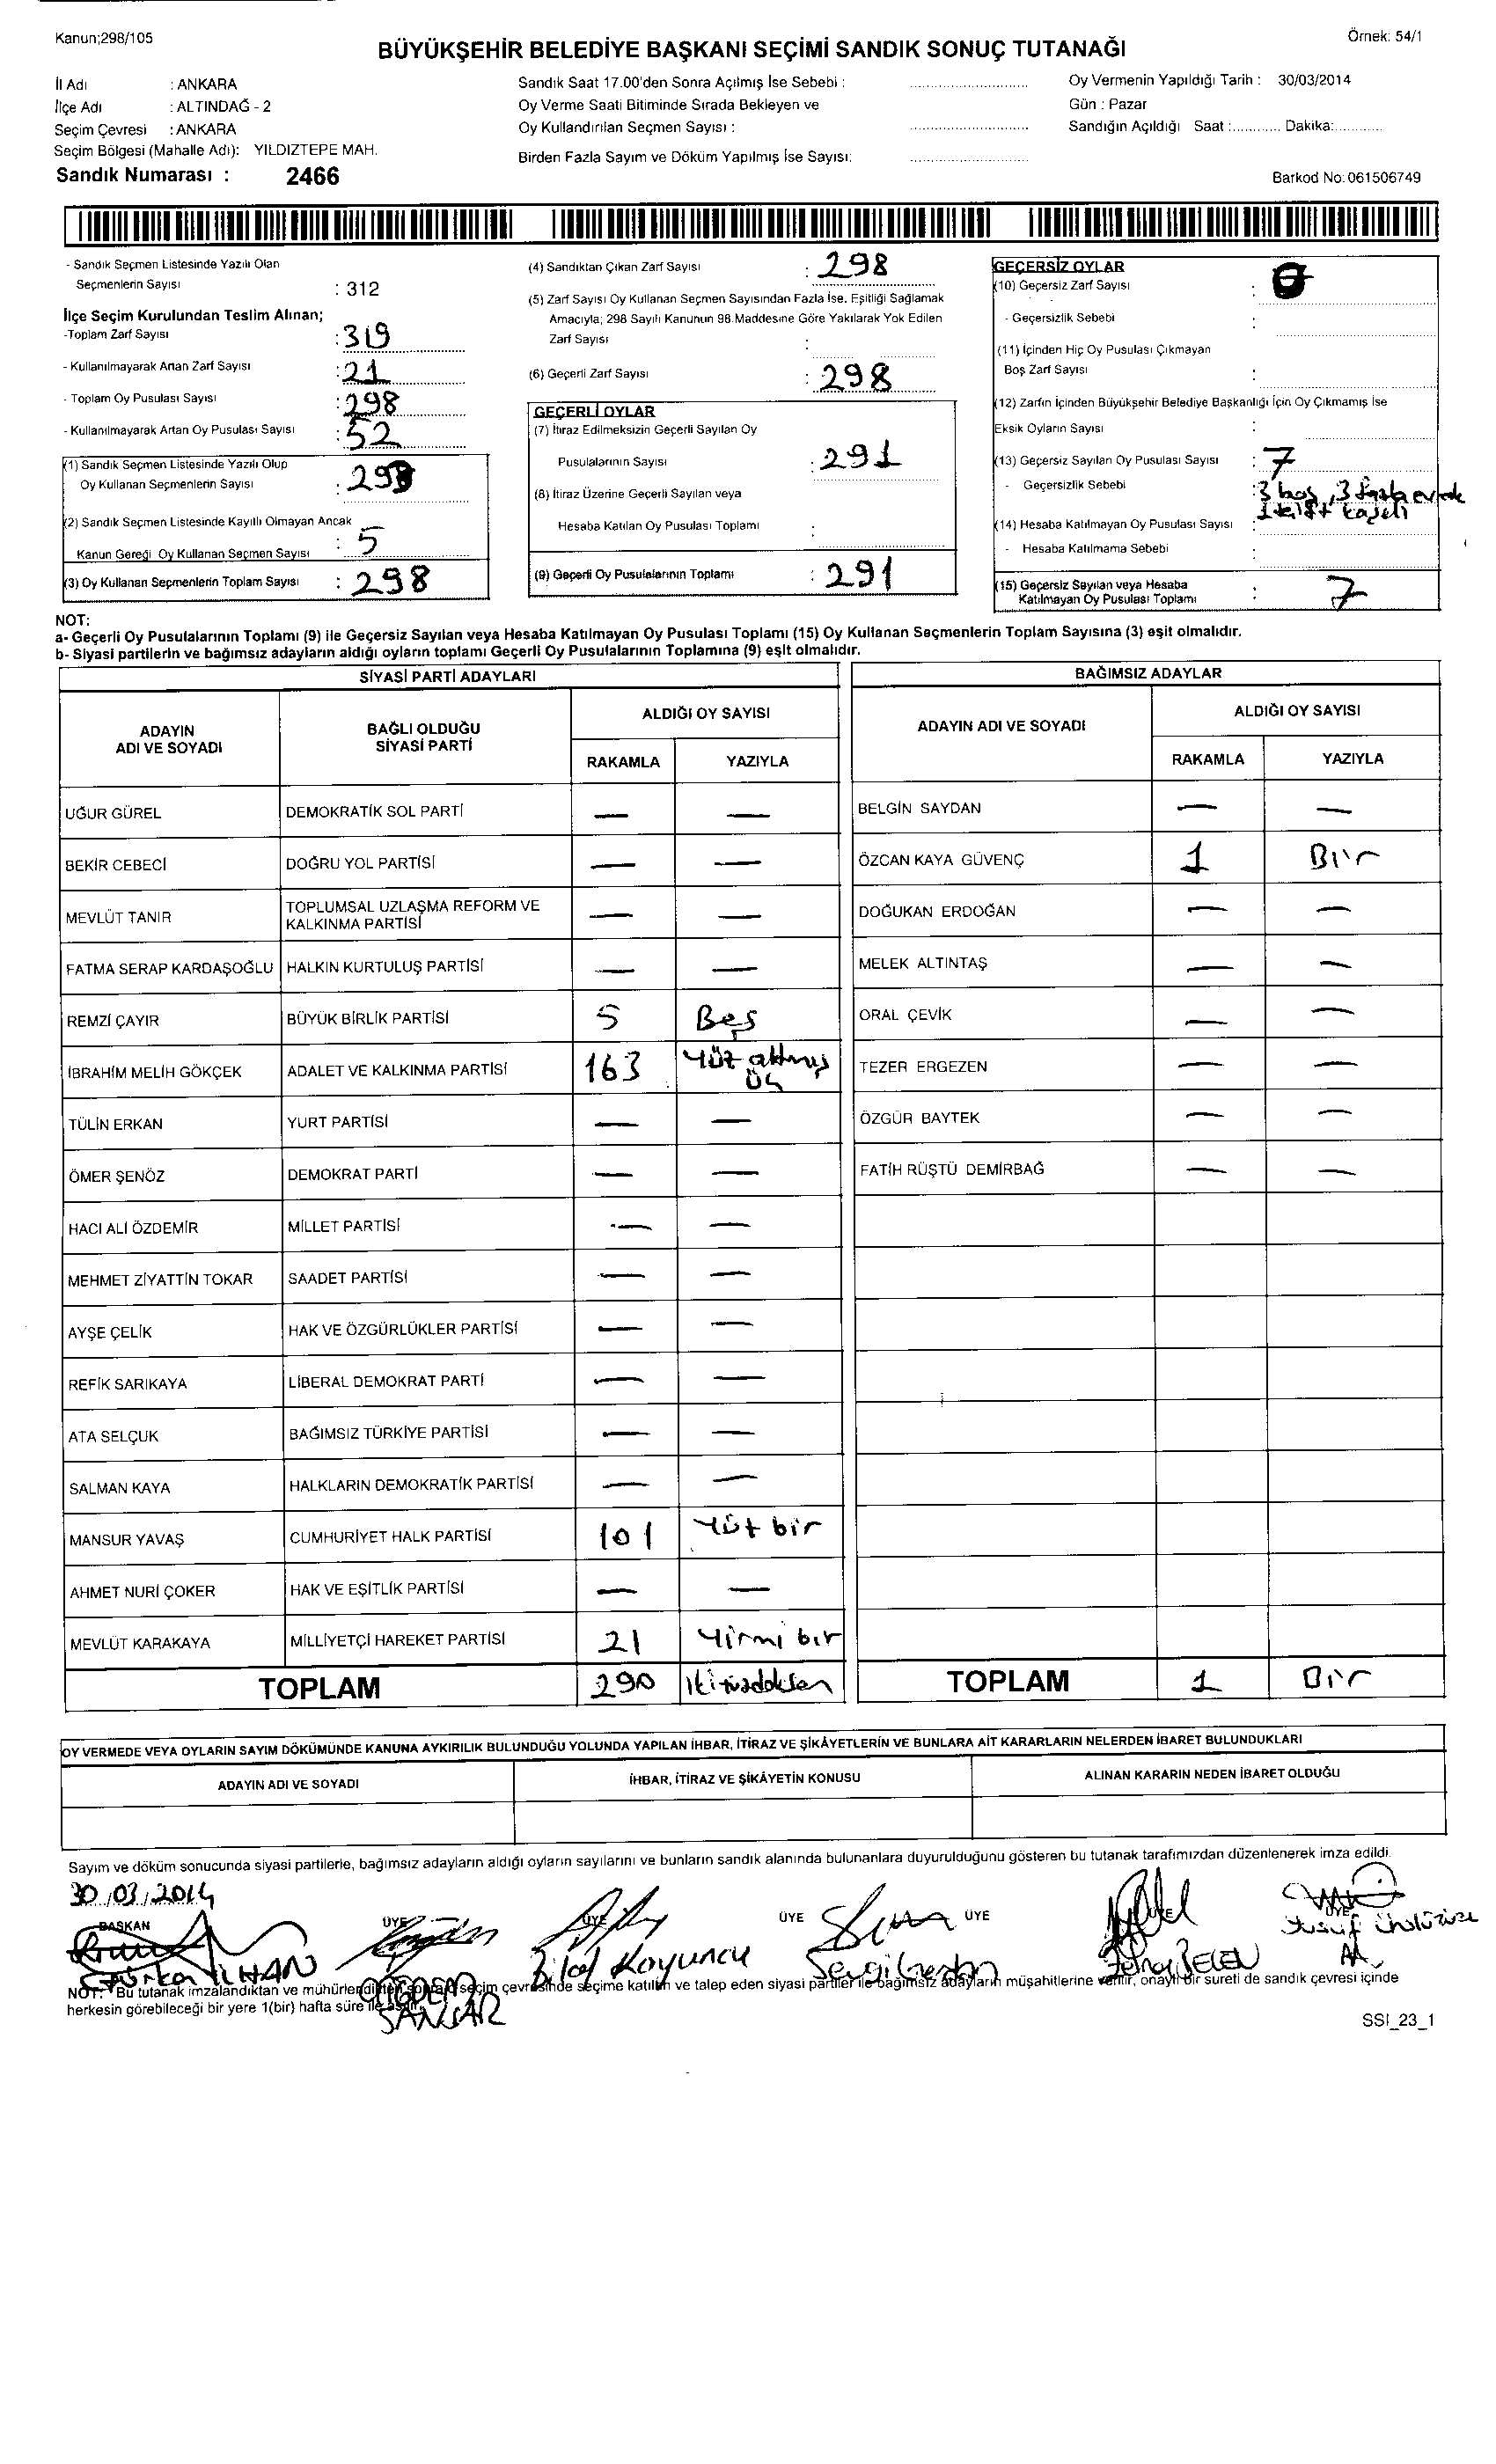 Kanun;298/105
Örnek: 54/1
BÜYÜKŞEHİR BELEDİYE BAŞKANI SEÇİMİ SANDIK SONUÇ TUTANAĞI
İl Adı : ANKARA
İlçe Adı : ALTINDAĞ - 2
Seçim Çevresi : ANKARA
Seçim Bölgesi (Mahalle Adı): YILDIZTEPE MAH.
Sandık Numarası : 2466
Sandık Saat 17.00'den Sonra Açılmış İse Sebebi :
Oy Verme Saati Bitiminde Sırada Bekleyen ve
Oy Kullandırılan Seçmen Sayısı :
Birden Fazla Sayım ve Döküm Yapılmış İse Sayısı:
Oy Vermenin Yapıldığı Tarih : 30/03/2014
Gün : Pazar
Sandığın Açıldığı Saat :............ Dakika:............
Barkod No:061506749
- Sandık Seçmen Listesinde Yazılı Olan
Seçmenlerin Sayısı : 312
İlçe Seçim Kurulundan Teslim Alınan;
-Toplam Zarf Sayısı : 319
- Kullanılmayarak Artan Zarf Sayısı : 21
- Toplam Oy Pusulası Sayısı : 298
- Kullanılmayarak Artan Oy Pusulası Sayısı : 52
(1) Sandık Seçmen Listesinde Yazılı Olup
Oy Kullanan Seçmenlerin Sayısı :
(2) Sandık Seçmen Listesinde Kayıtlı Olmayan Ancak
Kanun Gereği Oy Kullanan Seçmen Sayısı : 5
(3) Oy Kullanan Seçmenlerin Toplam Sayısı : 298
(4) Sandıktan Çıkan Zarf Sayısı : 298
(5) Zarf Sayısı Oy Kullanan Seçmen Sayısından Fazla İse, Eşitliği Sağlamak
Amacıyla; 298 Sayılı Kanunun 98.Maddesine Göre Yakılarak Yok Edilen
Zarf Sayısı :
(6) Geçerli Zarf Sayısı : 298
GEÇERLİ OYLAR
(7) İtiraz Edilmeksizin Geçerli Sayılan Oy
Pusulalarının Sayısı : 291
(8) İtiraz Üzerine Geçerli Sayılan veya
Hesaba Katılan Oy Pusulası Toplamı :
(9) Geçerli Oy Pusulalarının Toplamı : 291
GEÇERSİZ OYLAR
(10) Geçersiz Zarf Sayısı : 0
- Geçersizlik Sebebi :
(11) İçinden Hiç Oy Pusulası Çıkmayan
Boş Zarf Sayısı :
(12) Zarfın İçinden Büyükşehir Belediye Başkanlığı İçin Oy Çıkmamış İse
Eksik Oyların Sayısı :
(13) Geçersiz Sayılan Oy Pusulası Sayısı : 7
- Geçersizlik Sebebi : 3 boş, 3 fazla evrak
1 çift kaşeli
(14) Hesaba Katılmayan Oy Pusulası Sayısı :
- Hesaba Katılmama Sebebi :
(15) Geçersiz Sayılan veya Hesaba
Katılmayan Oy Pusulası Toplamı : 7
NOT:
a- Geçerli Oy Pusulalarının Toplamı (9) ile Geçersiz Sayılan veya Hesaba Katılmayan Oy Pusulası Toplamı (15) Oy Kullanan Seçmenlerin Toplam Sayısına (3) eşit olmalıdır.
b- Siyasi partilerin ve bağımsız adayların aldığı oyların toplamı Geçerli Oy Pusulalarının Toplamına (9) eşit olmalıdır.
SİYASİ PARTİ ADAYLARI
ADAYIN ADI VE SOYADI BAĞLI OLDUĞU SİYASİ PARTİ ALDIĞI OY SAYISI
RAKAMLA YAZIYLA
UĞUR GÜREL DEMOKRATİK SOL PARTİ — —
BEKİR CEBECİ DOĞRU YOL PARTİSİ — —
MEVLÜT TANIR TOPLUMSAL UZLAŞMA REFORM VE KALKINMA PARTİSİ — —
FATMA SERAP KARDAŞOĞLU HALKIN KURTULUŞ PARTİSİ — —
REMZİ ÇAYIR BÜYÜK BİRLİK PARTİSİ 5 Beş
İBRAHİM MELİH GÖKÇEK ADALET VE KALKINMA PARTİSİ 163 Yüz altmış üç
TÜLİN ERKAN YURT PARTİSİ — —
ÖMER ŞENÖZ DEMOKRAT PARTİ — —
HACI ALİ ÖZDEMİR MİLLET PARTİSİ — —
MEHMET ZİYATTİN TOKAR SAADET PARTİSİ — —
AYŞE ÇELİK HAK VE ÖZGÜRLÜKLER PARTİSİ — —
REFİK SARIKAYA LİBERAL DEMOKRAT PARTİ — —
ATA SELÇUK BAĞIMSIZ TÜRKİYE PARTİSİ — —
SALMAN KAYA HALKLARIN DEMOKRATİK PARTİSİ — —
MANSUR YAVAŞ CUMHURİYET HALK PARTİSİ 101 Yüz bir
AHMET NURİ ÇOKER HAK VE EŞİTLİK PARTİSİ — —
MEVLÜT KARAKAYA MİLLİYETÇİ HAREKET PARTİSİ 21 Yirmi bir
TOPLAM 290 ikiyüzdoksan
BAĞIMSIZ ADAYLAR
ADAYIN ADI VE SOYADI ALDIĞI OY SAYISI
RAKAMLA YAZIYLA
BELGİN SAYDAN — —
ÖZCAN KAYA GÜVENÇ 1 Bir
DOĞUKAN ERDOĞAN — —
MELEK ALTINTAŞ — —
ORAL ÇEVİK — —
TEZER ERGEZEN — —
ÖZGÜR BAYTEK — —
FATİH RÜŞTÜ DEMİRBAĞ — —
TOPLAM 1 Bir
OY VERMEDE VEYA OYLARIN SAYIM DÖKÜMÜNDE KANUNA AYKIRILIK BULUNDUĞU YOLUNDA YAPILAN İHBAR, İTİRAZ VE ŞİKÂYETLERİN VE BUNLARA AİT KARARLARIN NELERDEN İBARET BULUNDUKLARI
ADAYIN ADI VE SOYADI İHBAR, İTİRAZ VE ŞİKÂYETİN KONUSU ALINAN KARARIN NEDEN İBARET OLDUĞU
Sayım ve döküm sonucunda siyasi partilerle, bağımsız adayların aldığı oyların sayılarını ve bunların sandık alanında bulunanlara duyurulduğunu gösteren bu tutanak tarafımızdan düzenlenerek imza edildi.
30/03/2014
BAŞKAN ÜYE ÜYE ÜYE ÜYE ÜYE ÜYE
İLHAN
Bilal Koyuncu
Sevgi
Yusuf
NOT: Bu tutanak imzalandıktan ve mühürlendikten sonra seçim çevresinde seçime katılan ve talep eden siyasi partiler ile bağımsız adayların müşahitlerine verilir, onaylı bir sureti de sandık çevresi içinde
herkesin görebileceği bir yere 1(bir) hafta süre ile asılır.
SSI_23_1